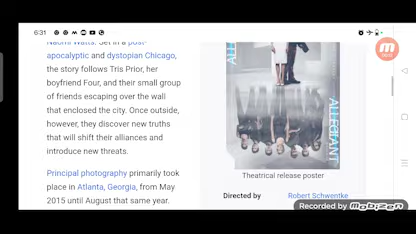 6:31
Naomi Watts. Set in a post-
apocalyptic and dystopian Chicago,
the story follows Tris Prior, her
boyfriend Four, and their small group
of friends escaping over the wall
that enclosed the city. Once outside,
however, they discover new truths
that will shift their alliances and
introduce new threats.
Principal photography primarily took
place in Atlanta, Georgia, from May
2015 until August that same year.
ALLEGIANT
Theatrical release poster
Directed by Robert Schwentke
Recorded by Mobizen